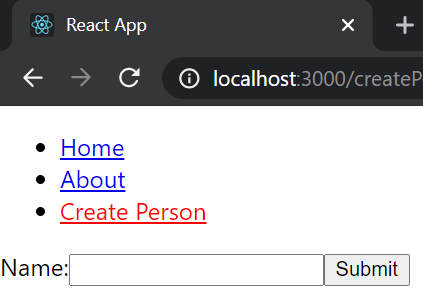 React App
localhost:3000/createP
Home
About
Create Person
Name: Submit